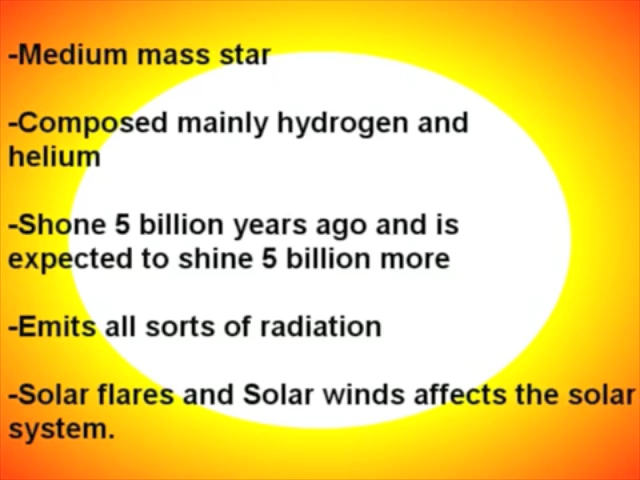 -Medium mass star
-Composed mainly hydrogen and
helium
-Shone 5 billion years ago and is
expected to shine 5 billion more
-Emits all sorts of radiation
-Solar flares and Solar winds affects the solar
system.